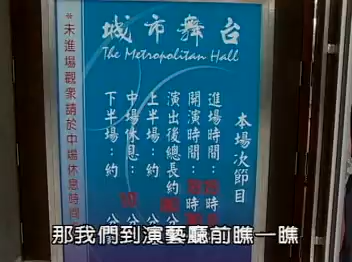 城市舞台
The Metropolitan Hall
本場次節目
進場時間：時
開演時間：時
演出後總長約
上半場：約
中場休息：分
下半場：約
※未進場觀眾請於中場休息時間
那我們到演藝廳前瞧一瞧